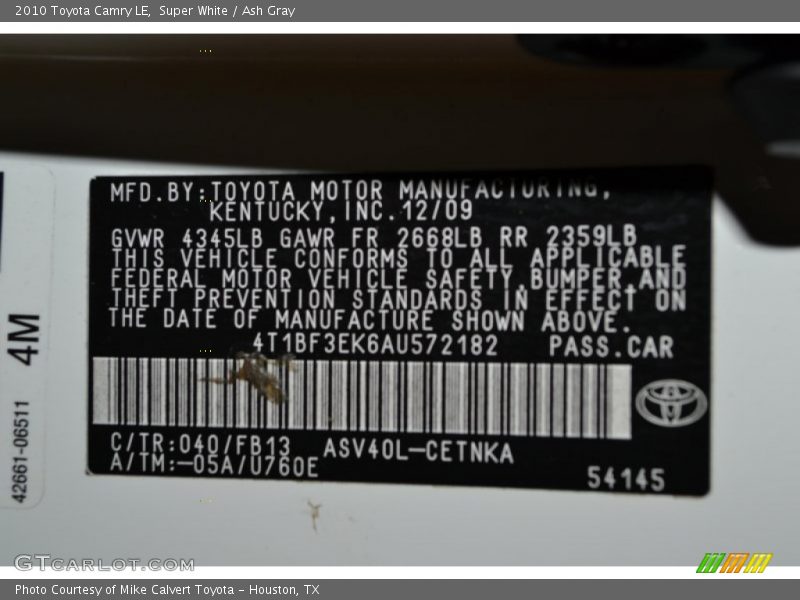 2010 Toyota Camry LE, Super White / Ash Gray
MFD.BY:TOYOTA MOTOR MANUFACTURING,
KENTUCKY,INC.12/09
GVWR 4345LB GAWR FR 2668LB RR 2359LB
THIS VEHICLE CONFORMS TO ALL APPLICABLE
FEDERAL MOTOR VEHICLE SAFETY,BUMPER,AND
THEFT PREVENTION STANDARDS IN EFFECT ON
THE DATE OF MANUFACTURE SHOWN ABOVE.
4T1BF3EK6AU572182 PASS.CAR
C/TR:040/FB13 ASV40L-CETNKA
A/TM:-05A/U760E
54145
4M
42661-06511
GTCARLOT.COM
Photo Courtesy of Mike Calvert Toyota - Houston, TX